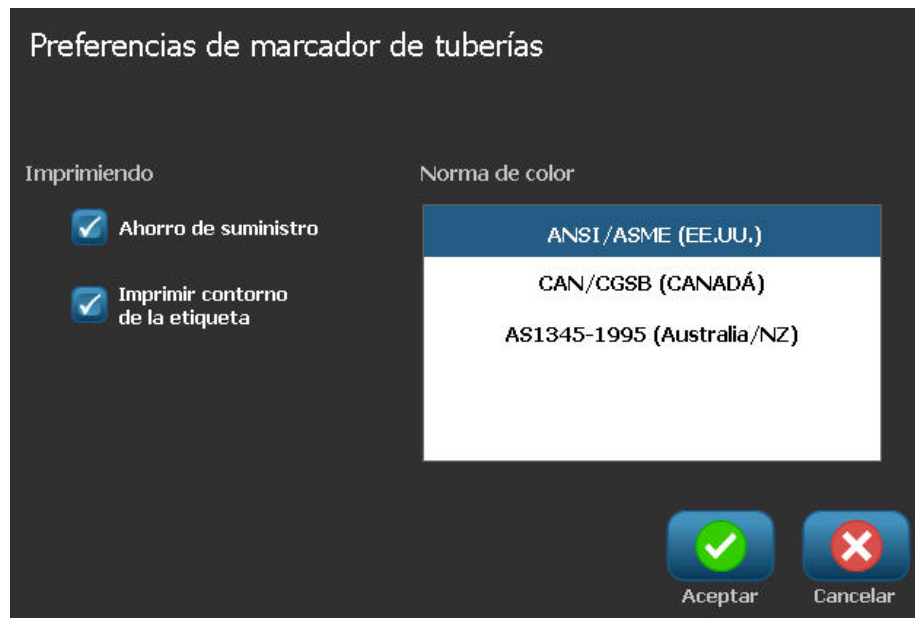 Preferencias de marcador de tuberías
Imprimiendo
Ahorro de suministro
Imprimir contorno
de la etiqueta
Norma de color
ANSI/ASME (EE.UU.)
CAN/CGSB (CANADÁ)
AS1345-1995 (Australia/NZ)
Aceptar
Cancelar